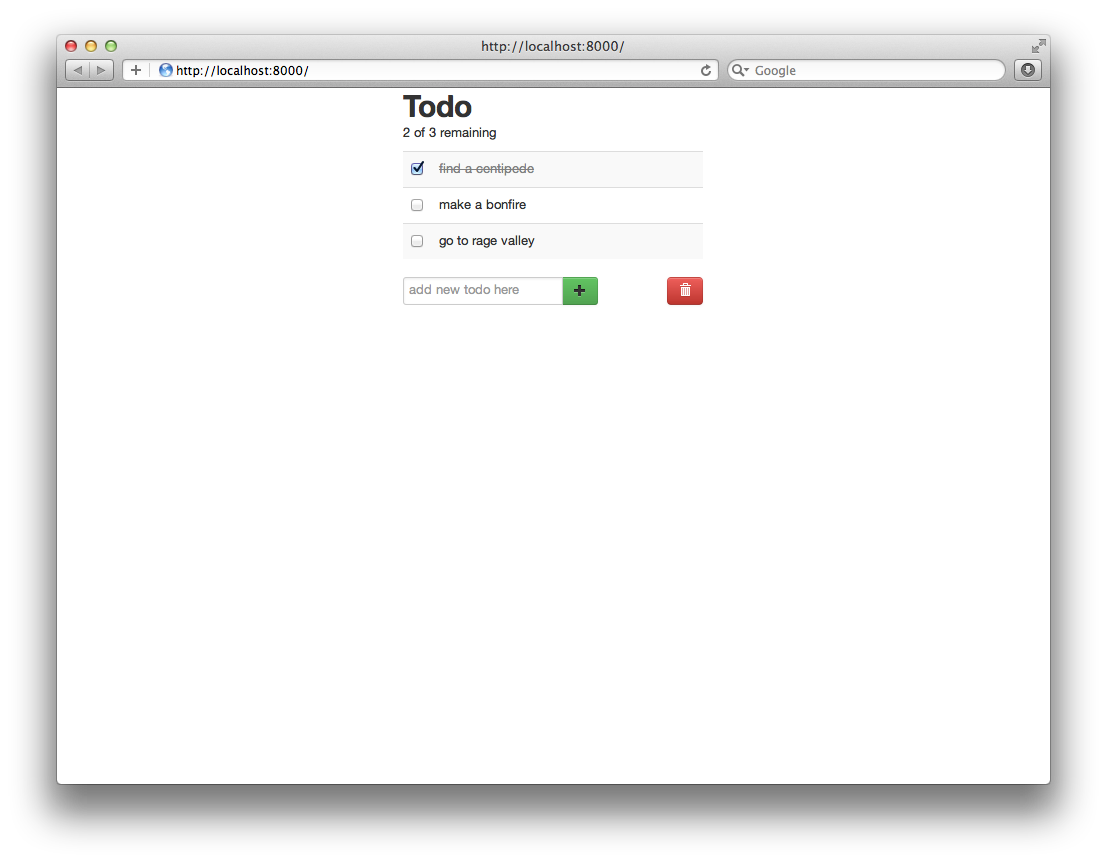 http://localhost:8000/
http://localhost:8000/
Google
Todo
2 of 3 remaining
find a centipede
make a bonfire
go to rage valley
add new todo here